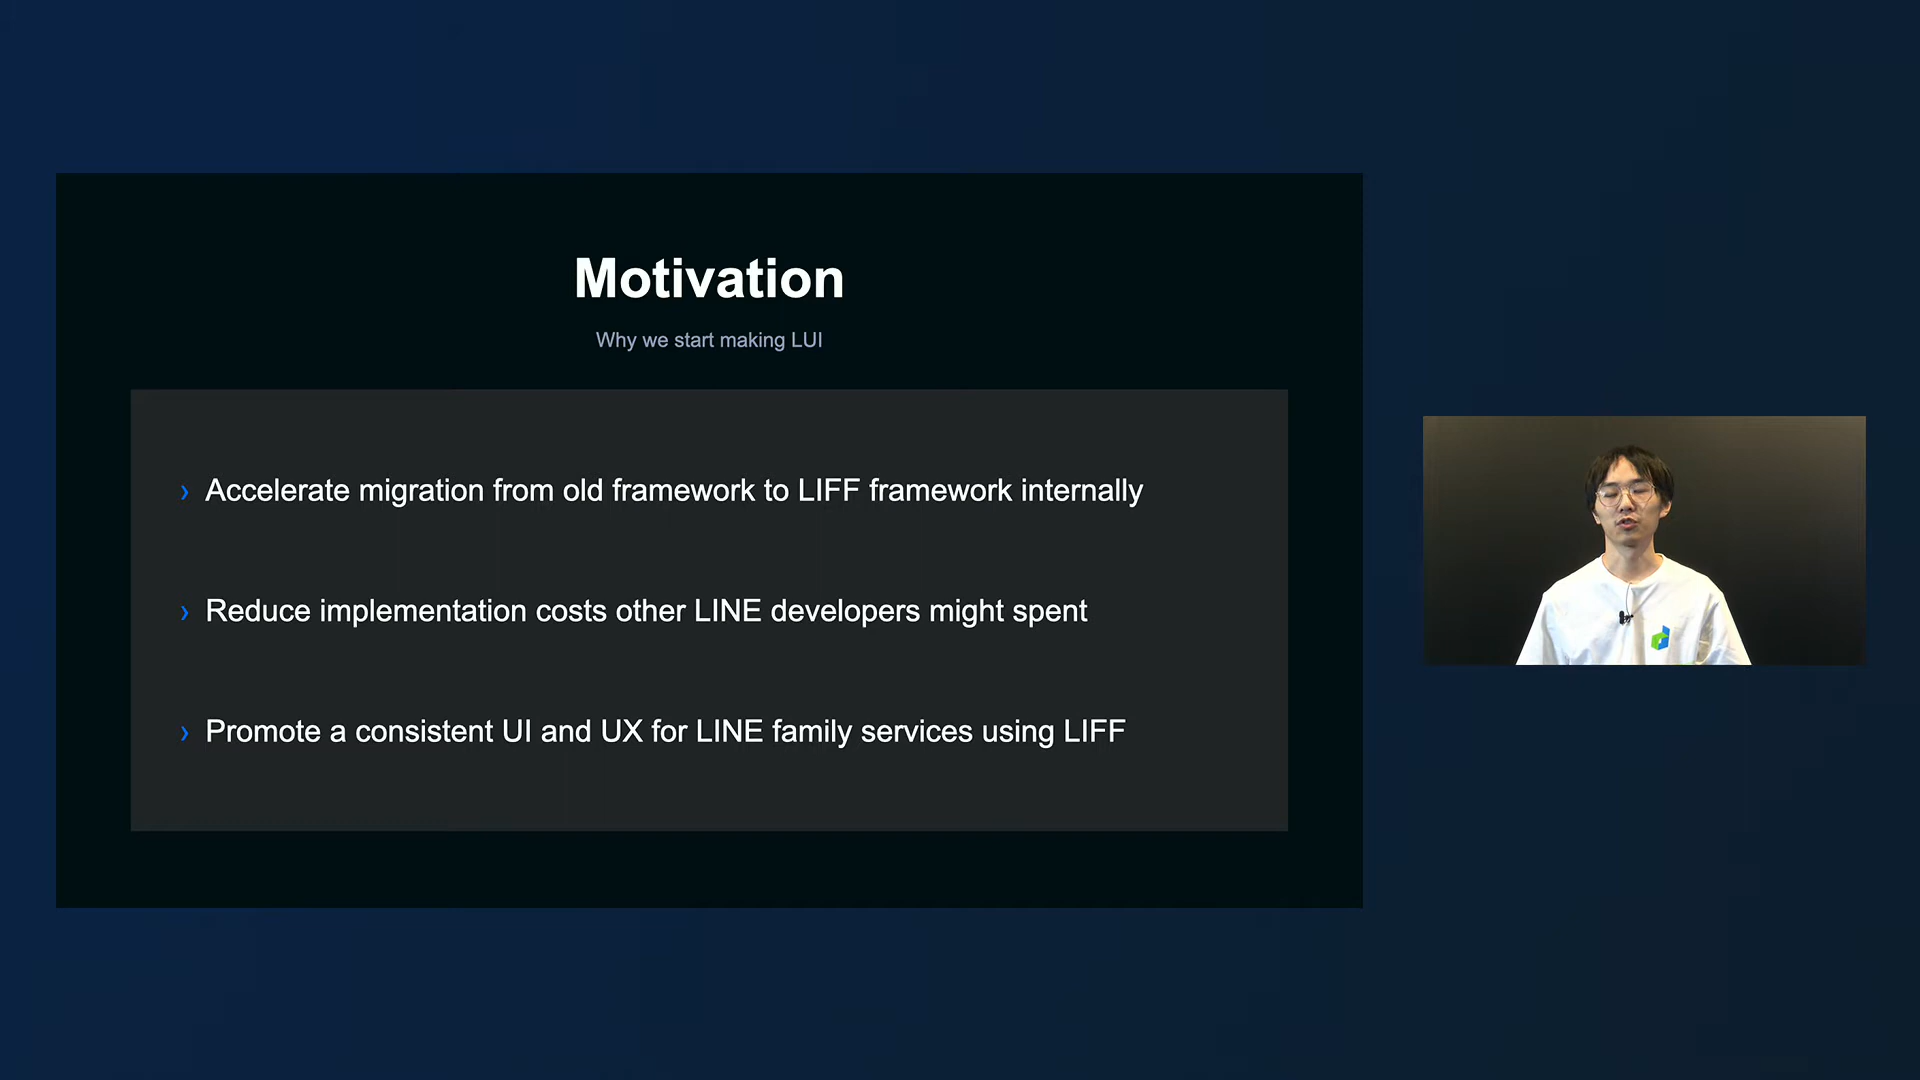 Motivation
Why we start making LUI
› Accelerate migration from old framework to LIFF framework internally
› Reduce implementation costs other LINE developers might spent
› Promote a consistent UI and UX for LINE family services using LIFF